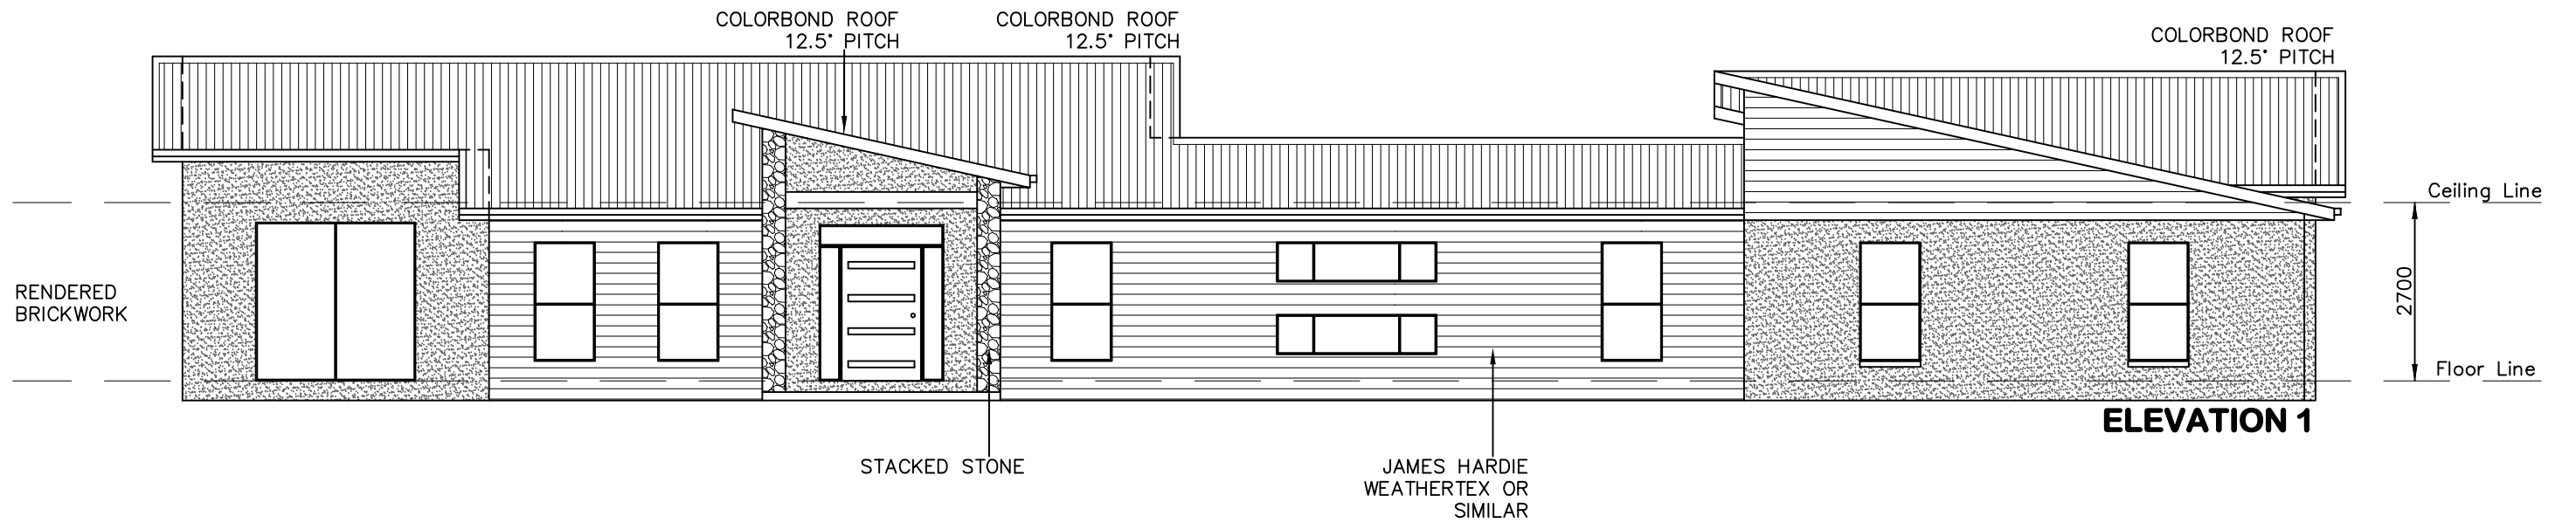 COLORBOND ROOF
12.5° PITCH
COLORBOND ROOF
12.5° PITCH
COLORBOND ROOF
12.5° PITCH
Ceiling Line
RENDERED
BRICKWORK
2700
Floor Line
ELEVATION 1
STACKED STONE
JAMES HARDIE
WEATHERTEX OR
SIMILAR